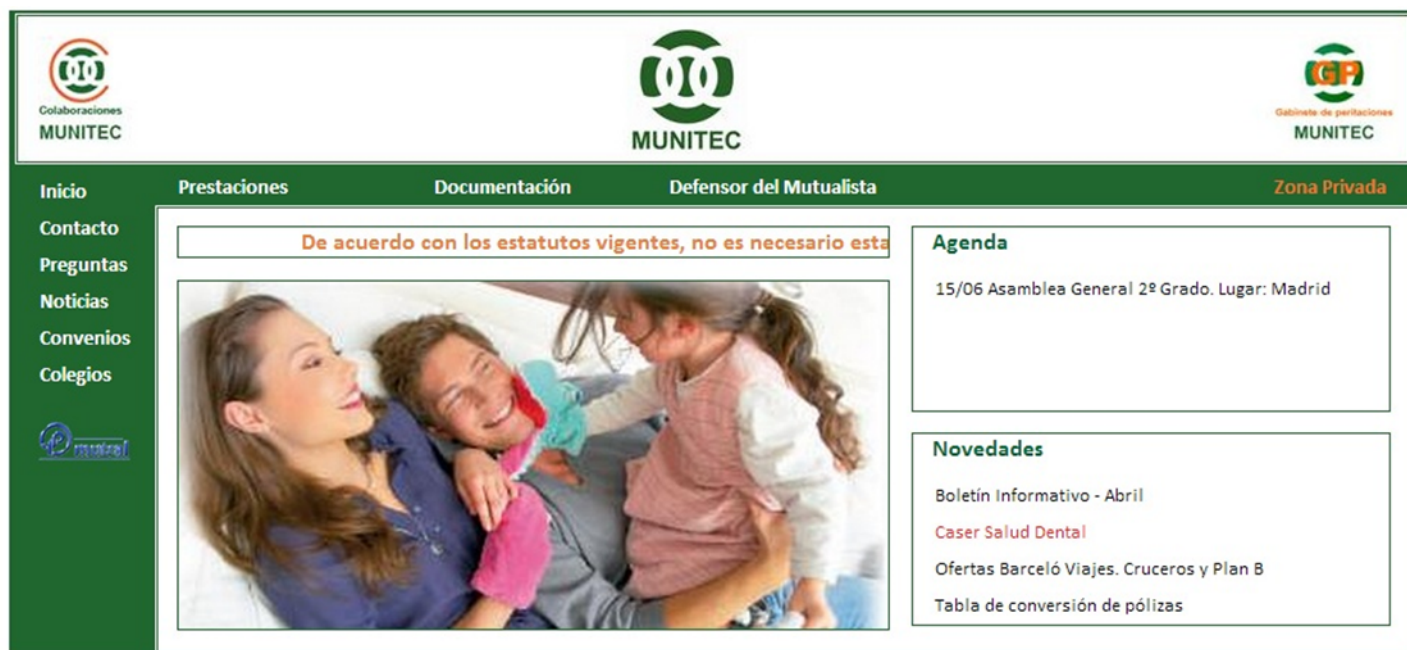 Colaboraciones
MUNITEC
MUNITEC
GP
Gabinete de peritaciones
MUNITEC
Inicio
Prestaciones
Documentación
Defensor del Mutualista
Zona Privada
Contacto
Preguntas
Noticias
Convenios
Colegios
De acuerdo con los estatutos vigentes, no es necesario esta
Agenda
15/06 Asamblea General 2º Grado. Lugar: Madrid
Novedades
Boletín Informativo - Abril
Caser Salud Dental
Ofertas Barceló Viajes. Cruceros y Plan B
Tabla de conversión de pólizas